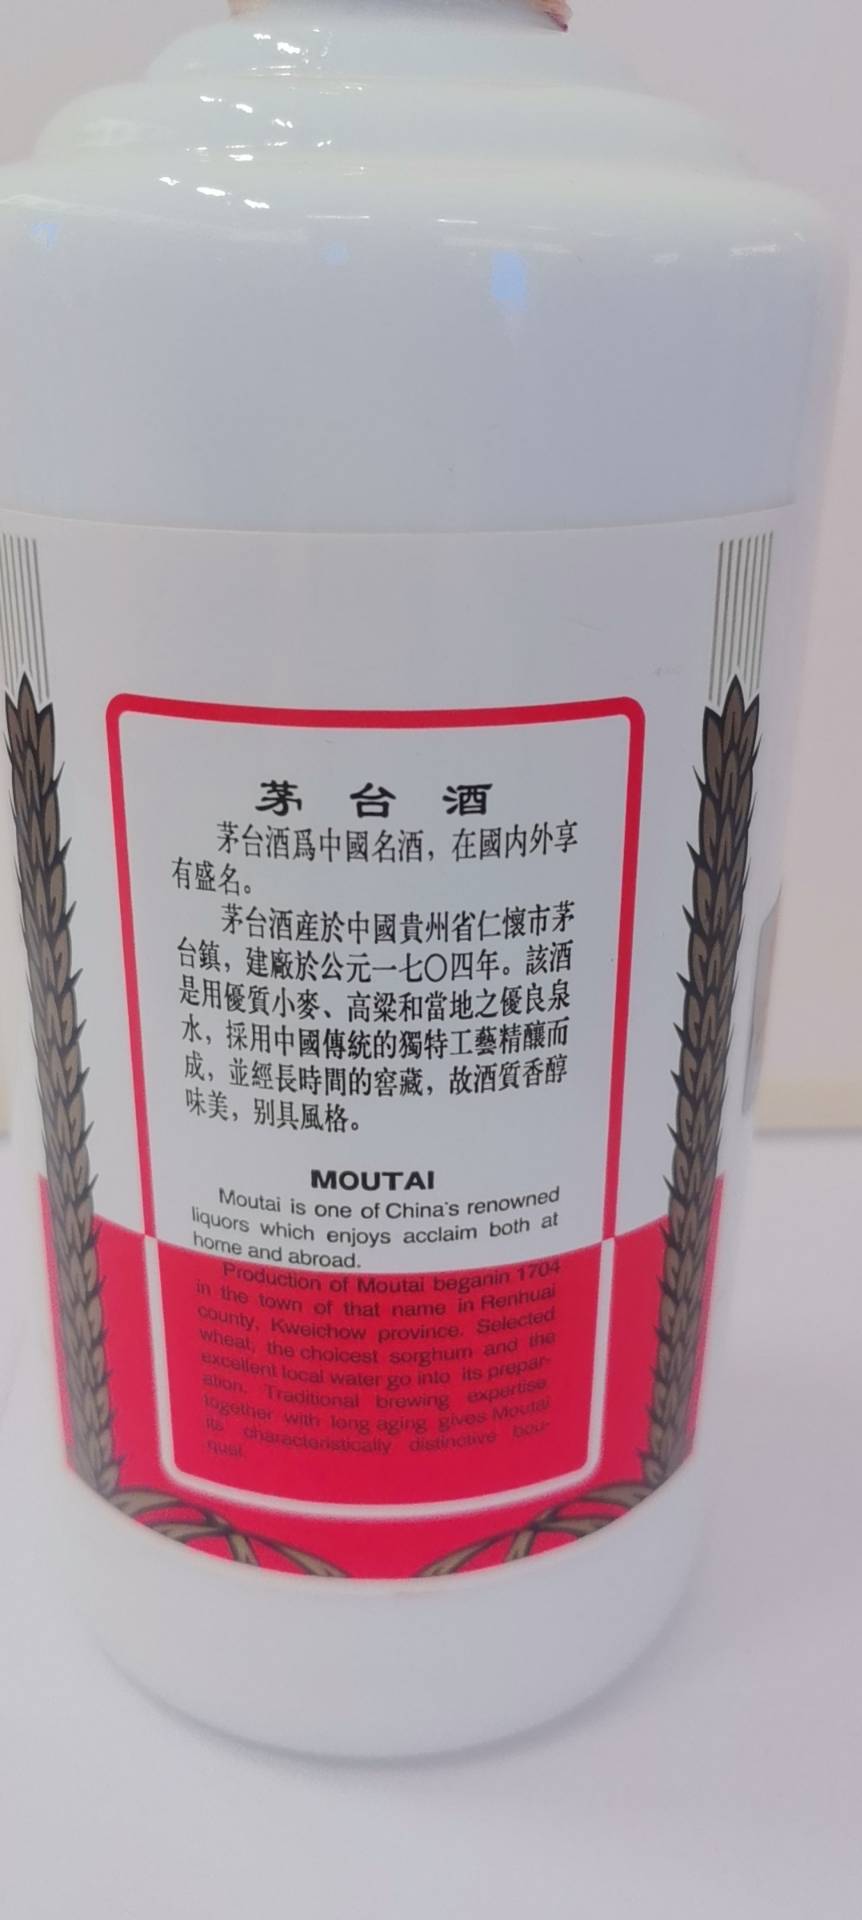 茅台酒
茅台酒爲中國名酒，在國内外享
有盛名。
茅台酒産於中國貴州省仁懷市茅
台鎮，建廠於公元一七〇四年。該酒
是用優質小麥、高粱和當地之優良泉
水，採用中國傳統的獨特工藝精釀而
成，並經長時間的窖藏，故酒質香醇
味美，别具風格。
MOUTAI
Moutai is one of China's renowned
liquors which enjoys acclaim both at
home and abroad.
Production of Moutai beganin 1704
in the town of that name in Renhuai
county, Kweichow province. Selected
wheat, the choicest sorghum and the
excellent local water go into its prepar-
ation. Traditional brewing expertise
together with long aging gives Moutai
its characteristically distinctive bou-
quet.